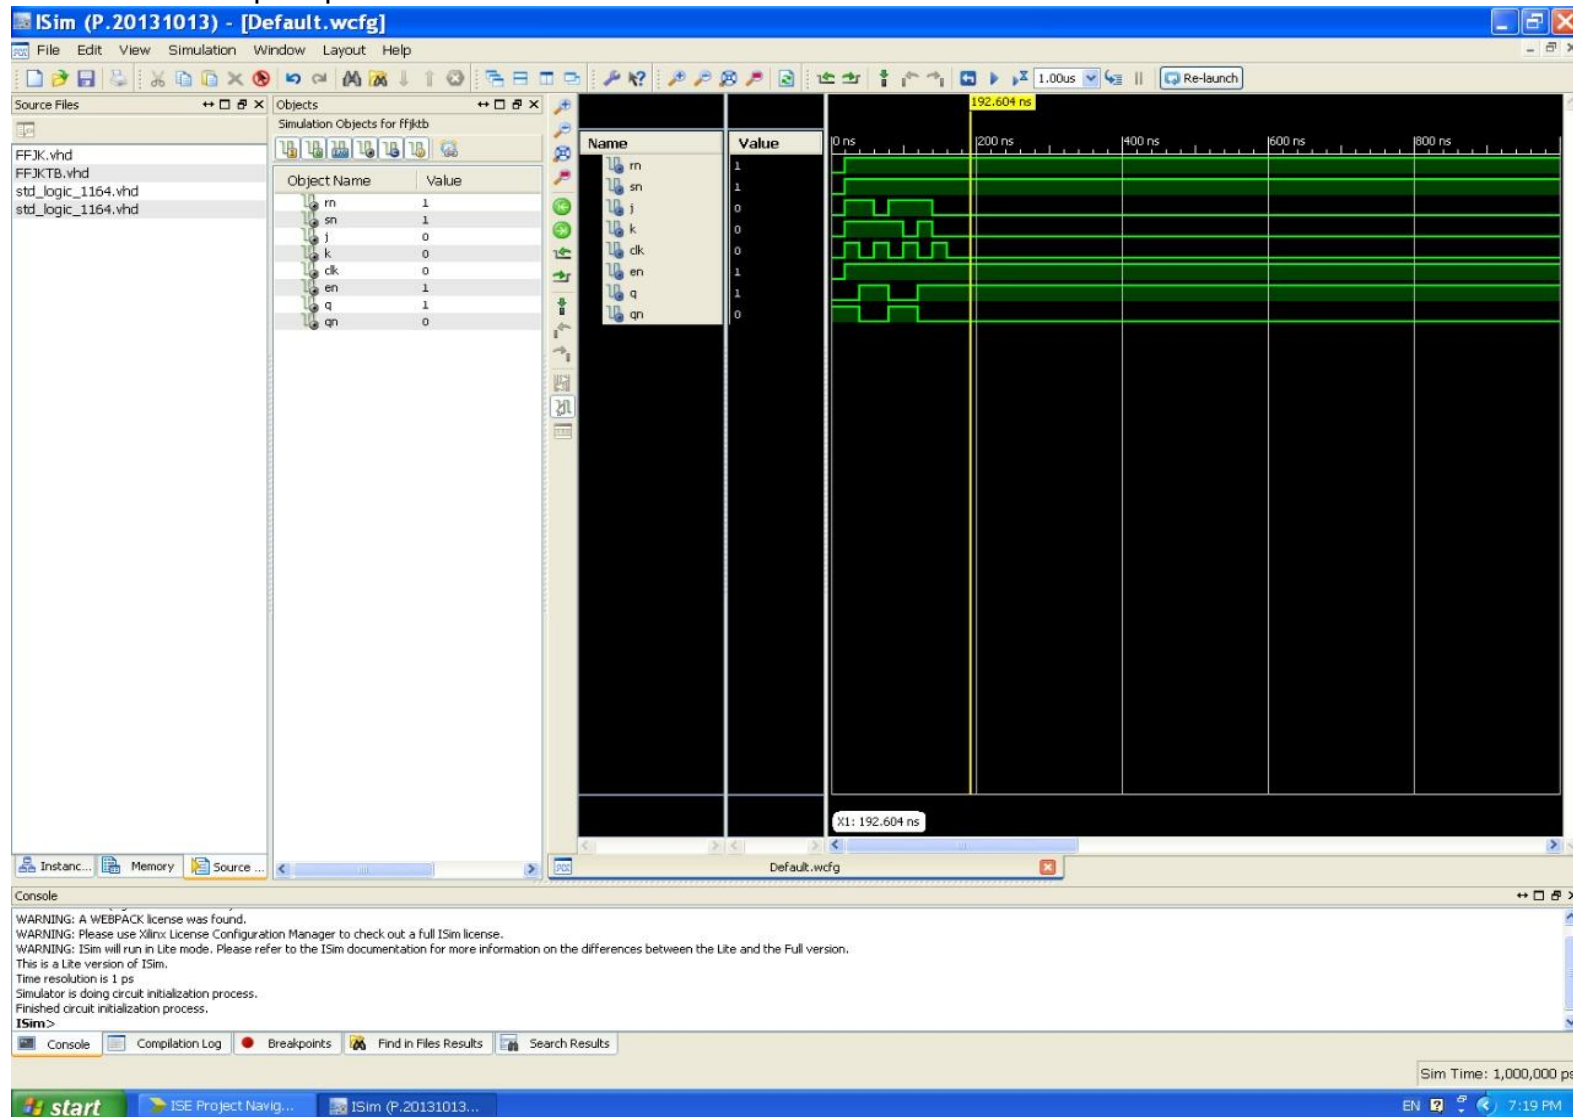 ISim (P.20131013) - [Default.wcfg]
File Edit View Simulation Window Layout Help
1.00us Re-launch
Source Files
FFJK.vhd
FFJKTB.vhd
std_logic_1164.vhd
std_logic_1164.vhd
Instanc... Memory Source ...
Objects
Simulation Objects for ffjktb
Object Name Value
rn 1
sn 1
j 0
k 0
clk 0
en 1
q 1
qn 0
Name Value
rn 1
sn 1
j 0
k 0
clk 0
en 1
q 1
qn 0
192.604 ns
0 ns 200 ns 400 ns 600 ns 800 ns
X1: 192.604 ns
Default.wcfg
Console
WARNING: A WEBPACK license was found.
WARNING: Please use Xilinx License Configuration Manager to check out a full ISim license.
WARNING: ISim will run in Lite mode. Please refer to the ISim documentation for more information on the differences between the Lite and the Full version.
This is a Lite version of ISim.
Time resolution is 1 ps
Simulator is doing circuit initialization process.
Finished circuit initialization process.
ISim>
Console Compilation Log Breakpoints Find in Files Results Search Results
Sim Time: 1,000,000 ps
start ISE Project Navig... ISim (P.20131013... EN 7:19 PM